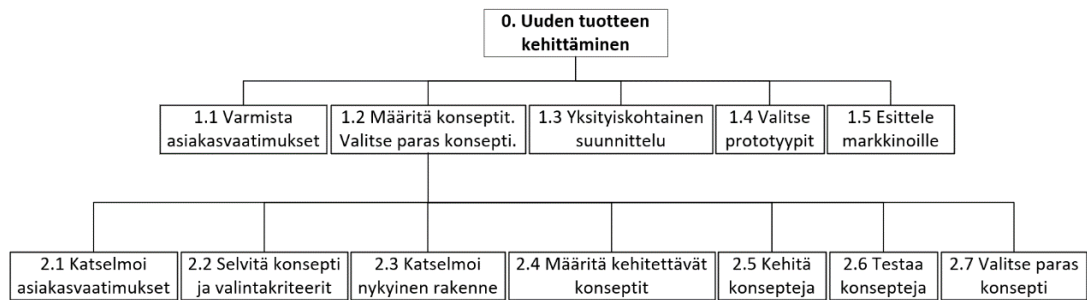 0. Uuden tuotteen
kehittäminen
1.1 Varmista
asiakasvaatimukset
1.2 Määritä konseptit.
Valitse paras konsepti.
1.3 Yksityiskohtainen
suunnittelu
1.4 Valitse
prototyypit
1.5 Esittele
markkinoille
2.1 Katselmoi
asiakasvaatimukset
2.2 Selvitä konsepti
ja valintakriteerit
2.3 Katselmoi
nykyinen rakenne
2.4 Määritä kehitettävät
konseptit
2.5 Kehitä
konsepteja
2.6 Testaa
konsepteja
2.7 Valitse paras
konsepti